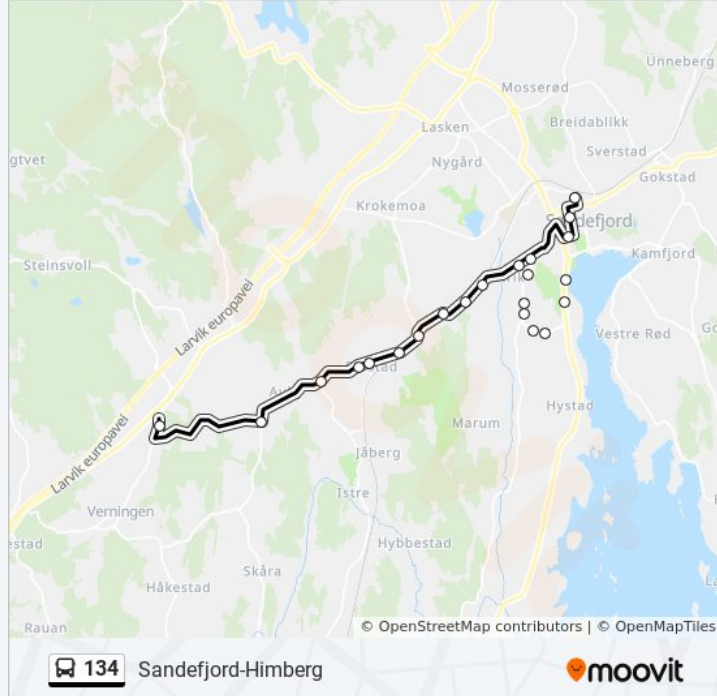 Unneberg
Mosserød
Breidablikk
Lasken
Sverstad
gtvet
Nygård
Gokstad
Krokemoa
Sandefjord
Kamfjord
Steinsvoll
Larvik europavei
Vestre Rød
Hystad
Marum
Larvik europavei
Jåberg
Istre
Verningen
Hybbestad
estad
Skåra
Håkestad
Rauan
© OpenStreetMap contributors | © OpenMapTiles
134 Sandefjord-Himberg
moovit